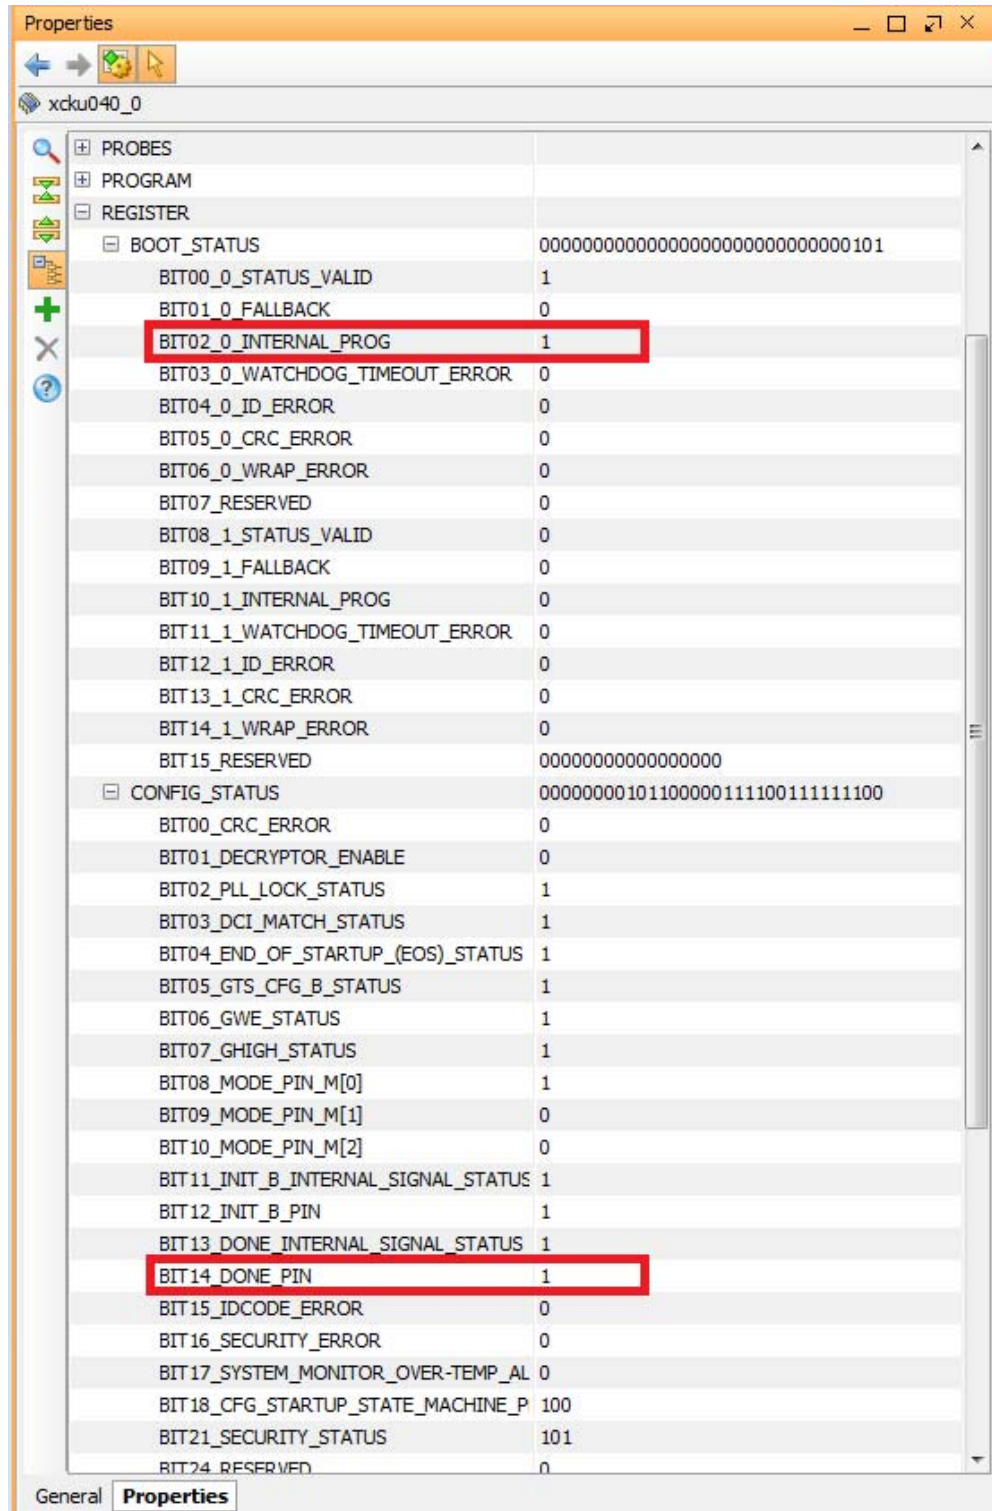 Properties
xcku040_0
PROBES
PROGRAM
REGISTER
BOOT_STATUS 00000000000000000000000000000101
BIT00_0_STATUS_VALID 1
BIT01_0_FALLBACK 0
BIT02_0_INTERNAL_PROG 1
BIT03_0_WATCHDOG_TIMEOUT_ERROR 0
BIT04_0_ID_ERROR 0
BIT05_0_CRC_ERROR 0
BIT06_0_WRAP_ERROR 0
BIT07_RESERVED 0
BIT08_1_STATUS_VALID 0
BIT09_1_FALLBACK 0
BIT10_1_INTERNAL_PROG 0
BIT11_1_WATCHDOG_TIMEOUT_ERROR 0
BIT12_1_ID_ERROR 0
BIT13_1_CRC_ERROR 0
BIT14_1_WRAP_ERROR 0
BIT15_RESERVED 00000000000000000
CONFIG_STATUS 00000000101100000111100111111100
BIT00_CRC_ERROR 0
BIT01_DECRYPTOR_ENABLE 0
BIT02_PLL_LOCK_STATUS 1
BIT03_DCI_MATCH_STATUS 1
BIT04_END_OF_STARTUP_(EOS)_STATUS 1
BIT05_GTS_CFG_B_STATUS 1
BIT06_GWE_STATUS 1
BIT07_GHIGH_STATUS 1
BIT08_MODE_PIN_M[0] 1
BIT09_MODE_PIN_M[1] 0
BIT10_MODE_PIN_M[2] 0
BIT11_INIT_B_INTERNAL_SIGNAL_STATUS 1
BIT12_INIT_B_PIN 1
BIT13_DONE_INTERNAL_SIGNAL_STATUS 1
BIT14_DONE_PIN 1
BIT15_IDCODE_ERROR 0
BIT16_SECURITY_ERROR 0
BIT17_SYSTEM_MONITOR_OVER-TEMP_AL 0
BIT18_CFG_STARTUP_STATE_MACHINE_P 100
BIT21_SECURITY_STATUS 101
BIT24_RESERVED 0
General Properties